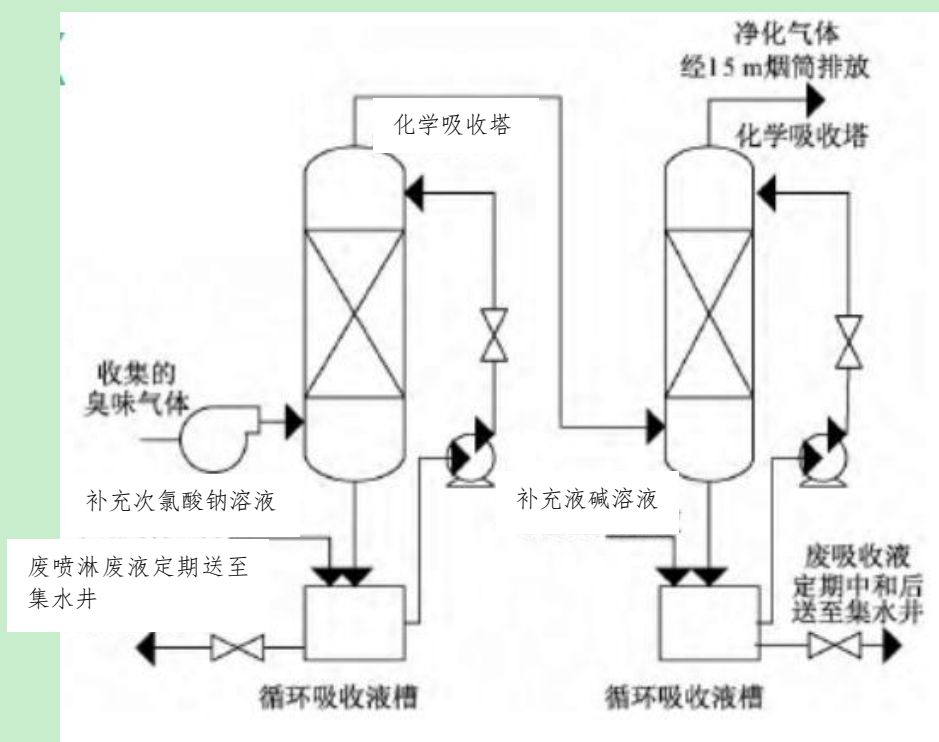 净化气体
经15 m烟筒排放
化学吸收塔
化学吸收塔
收集的
臭味气体
补充次氯酸钠溶液
补充液碱溶液
废喷淋废液定期送至
集水井
废吸收液
定期中和后
送至集水井
循环吸收液槽
循环吸收液槽